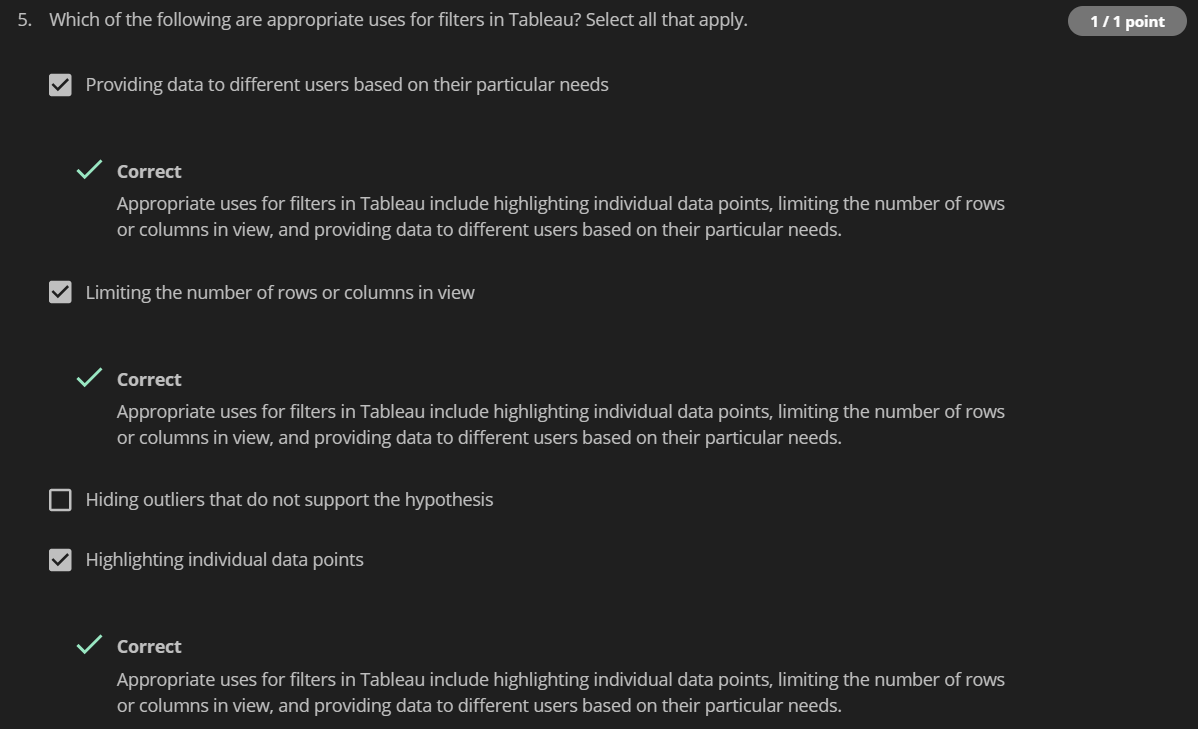 5. Which of the following are appropriate uses for filters in Tableau? Select all that apply.
1 / 1 point
Providing data to different users based on their particular needs
Correct
Appropriate uses for filters in Tableau include highlighting individual data points, limiting the number of rows
or columns in view, and providing data to different users based on their particular needs.
Limiting the number of rows or columns in view
Correct
Appropriate uses for filters in Tableau include highlighting individual data points, limiting the number of rows
or columns in view, and providing data to different users based on their particular needs.
Hiding outliers that do not support the hypothesis
Highlighting individual data points
Correct
Appropriate uses for filters in Tableau include highlighting individual data points, limiting the number of rows
or columns in view, and providing data to different users based on their particular needs.